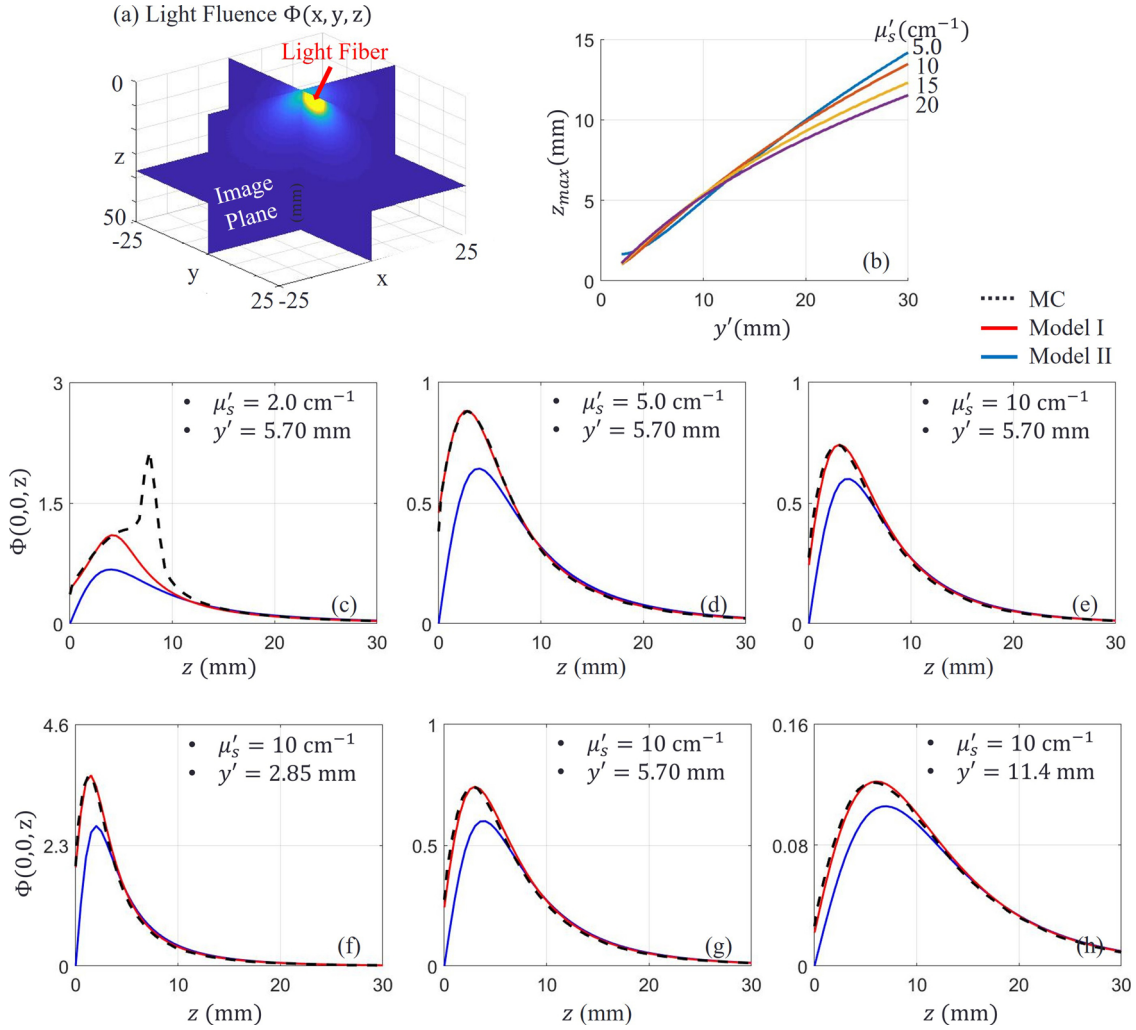 (a) Light Fluence Φ(x, y, z)
Light Fiber
0
z
50
-25
y
25
-25
x
25
Image
Plane
(mm)
μ′ₛ(cm⁻¹)
5.0
10
15
20
15
10
5
0
z_max(mm)
0 10 20 30
y′(mm)
(b)
MC
Model I
Model II
Φ(0,0, z)
3
1.5
0
• μ′ₛ = 2.0 cm⁻¹
• y′ = 5.70 mm
(c)
0 10 20 30
z (mm)
1
0.5
0
• μ′ₛ = 5.0 cm⁻¹
• y′ = 5.70 mm
(d)
0 10 20 30
z (mm)
1
0.5
0
• μ′ₛ = 10 cm⁻¹
• y′ = 5.70 mm
(e)
0 10 20 30
z (mm)
Φ(0,0, z)
4.6
2.3
0
• μ′ₛ = 10 cm⁻¹
• y′ = 2.85 mm
(f)
0 10 20 30
z (mm)
1
0.5
0
• μ′ₛ = 10 cm⁻¹
• y′ = 5.70 mm
(g)
0 10 20 30
z (mm)
0.16
0.08
0
• μ′ₛ = 10 cm⁻¹
• y′ = 11.4 mm
(h)
0 10 20 30
z (mm)